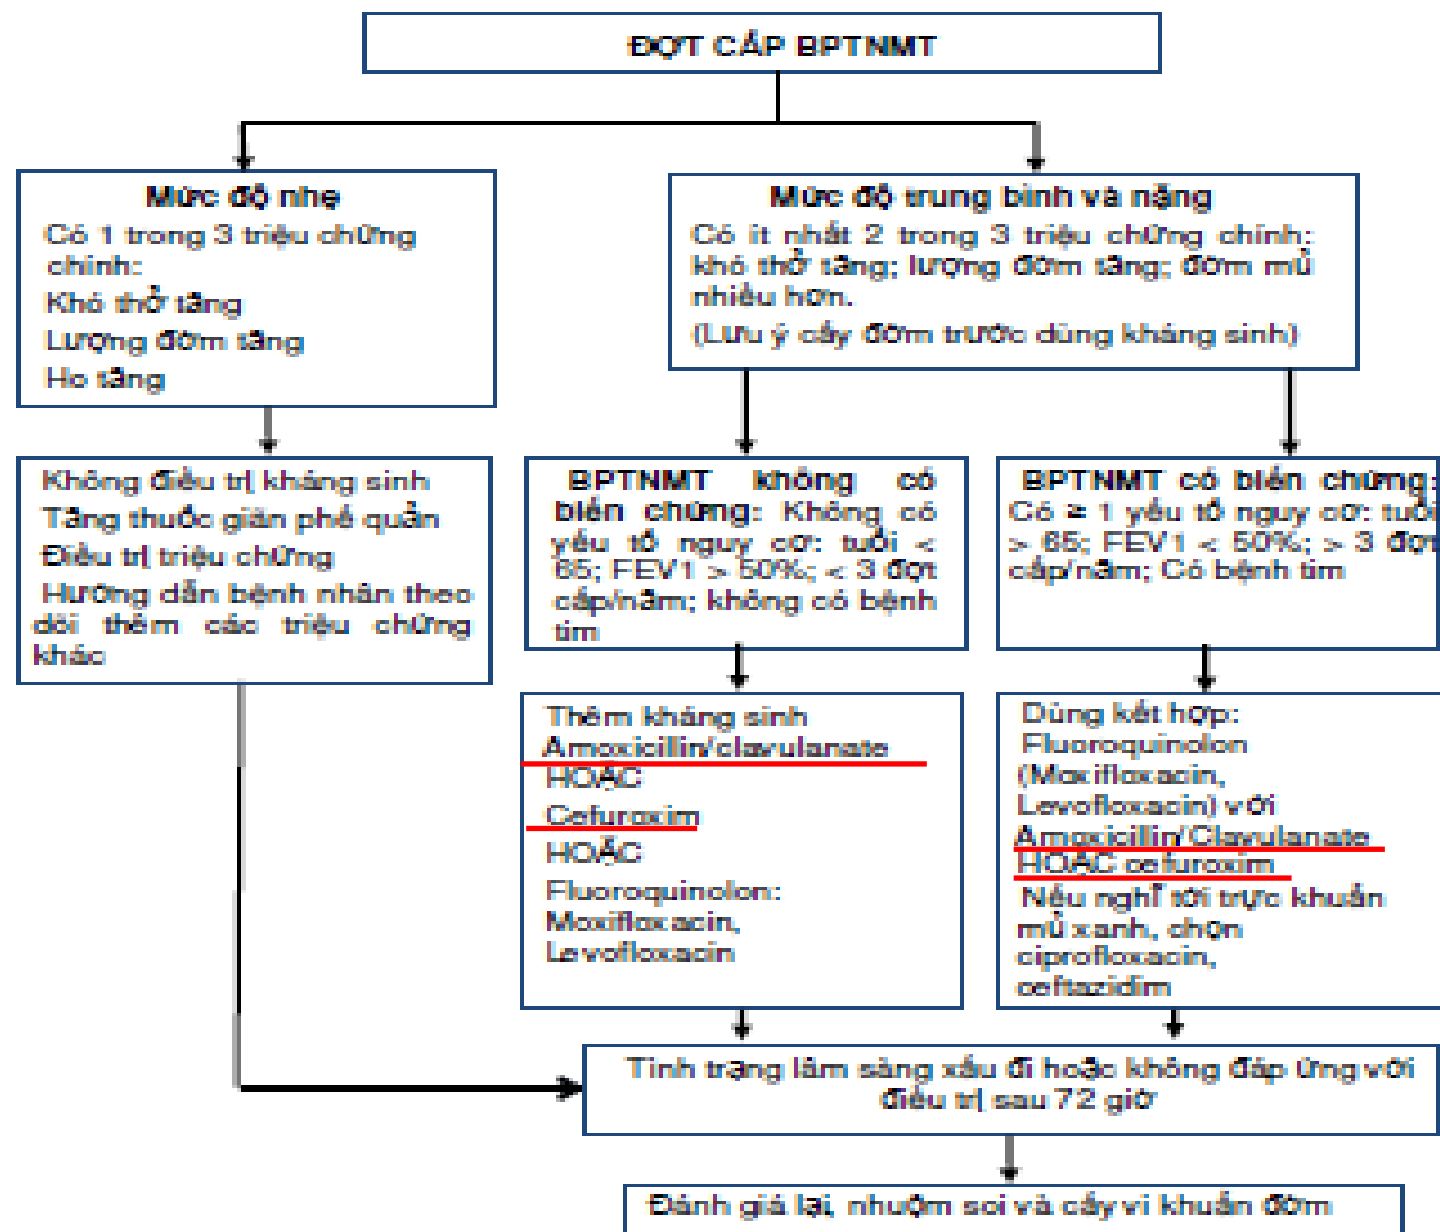 ĐỢT CẤP BPTNMT
Mức độ nhẹ
Có 1 trong 3 triệu chứng
chính:
Khó thở tăng
Lượng đờm tăng
Ho tăng
Mức độ trung bình và nặng
Có ít nhất 2 trong 3 triệu chứng chính:
khó thở tăng; lượng đờm tăng; đờm mủ
nhiều hơn.
(Lưu ý cấy đờm trước dùng kháng sinh)
Không điều trị kháng sinh
Tăng thuốc giãn phế quản
Điều trị triệu chứng
Hướng dẫn bệnh nhân theo
dõi thêm các triệu chứng
khác
BPTNMT không có
biến chứng: Không có
yếu tố nguy cơ: tuổi <
65; FEV1 > 50%; < 3 đợt
cấp/năm; không có bệnh
tim
BPTNMT có biến chứng:
Có ≥ 1 yếu tố nguy cơ: tuổi
> 65; FEV1 < 50%; > 3 đợt
cấp/năm; Có bệnh tim
Thêm kháng sinh
Amoxicillin/clavulanate
HOẶC
Cefuroxim
HOẶC
Fluoroquinolon:
Moxifloxacin,
Levofloxacin
Dùng kết hợp:
Fluoroquinolon
(Moxifloxacin,
Levofloxacin) với
Amoxicillin/Clavulanate
HOẶC cefuroxim
Nếu nghĩ tới trực khuẩn
mủ xanh, chọn
ciprofloxacin,
ceftazidim
Tình trạng lâm sàng xấu đi hoặc không đáp ứng với
điều trị sau 72 giờ
Đánh giá lại, nhuộm soi và cấy vi khuẩn đờm